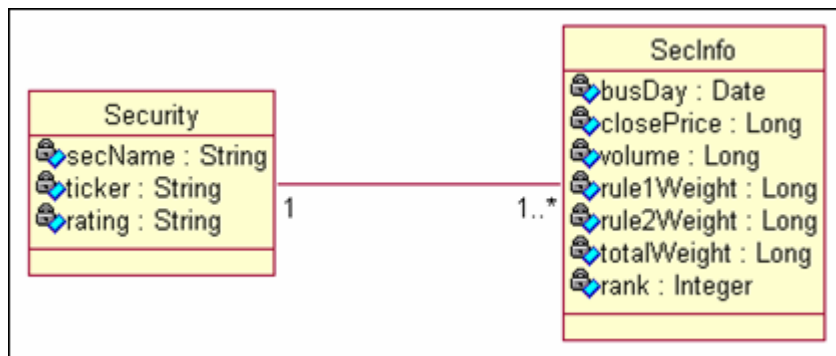 Security
secName : String
ticker : String
rating : String
1
1..*
SecInfo
busDay : Date
closePrice : Long
volume : Long
rule1Weight : Long
rule2Weight : Long
totalWeight : Long
rank : Integer